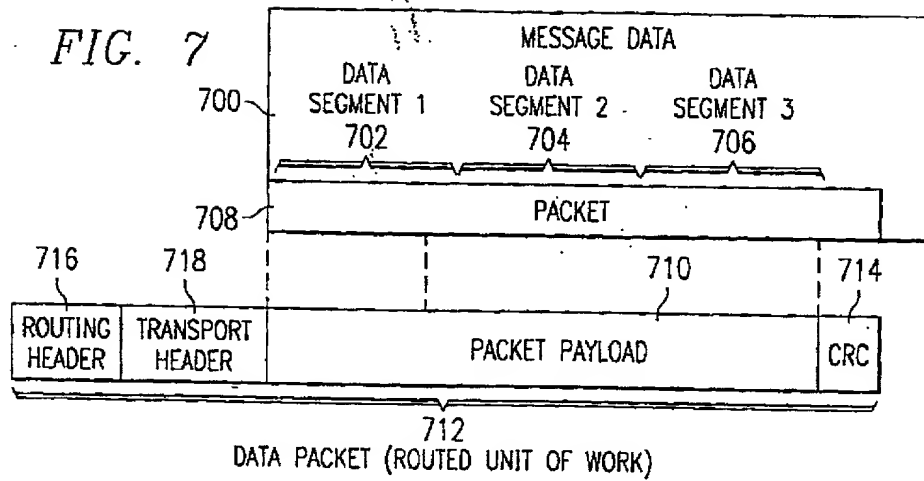 FIG. 7
MESSAGE DATA
DATA SEGMENT 1
DATA SEGMENT 2
DATA SEGMENT 3
700
702
704
706
708
PACKET
716
718
710
714
ROUTING HEADER
TRANSPORT HEADER
PACKET PAYLOAD
CRC
712
DATA PACKET (ROUTED UNIT OF WORK)